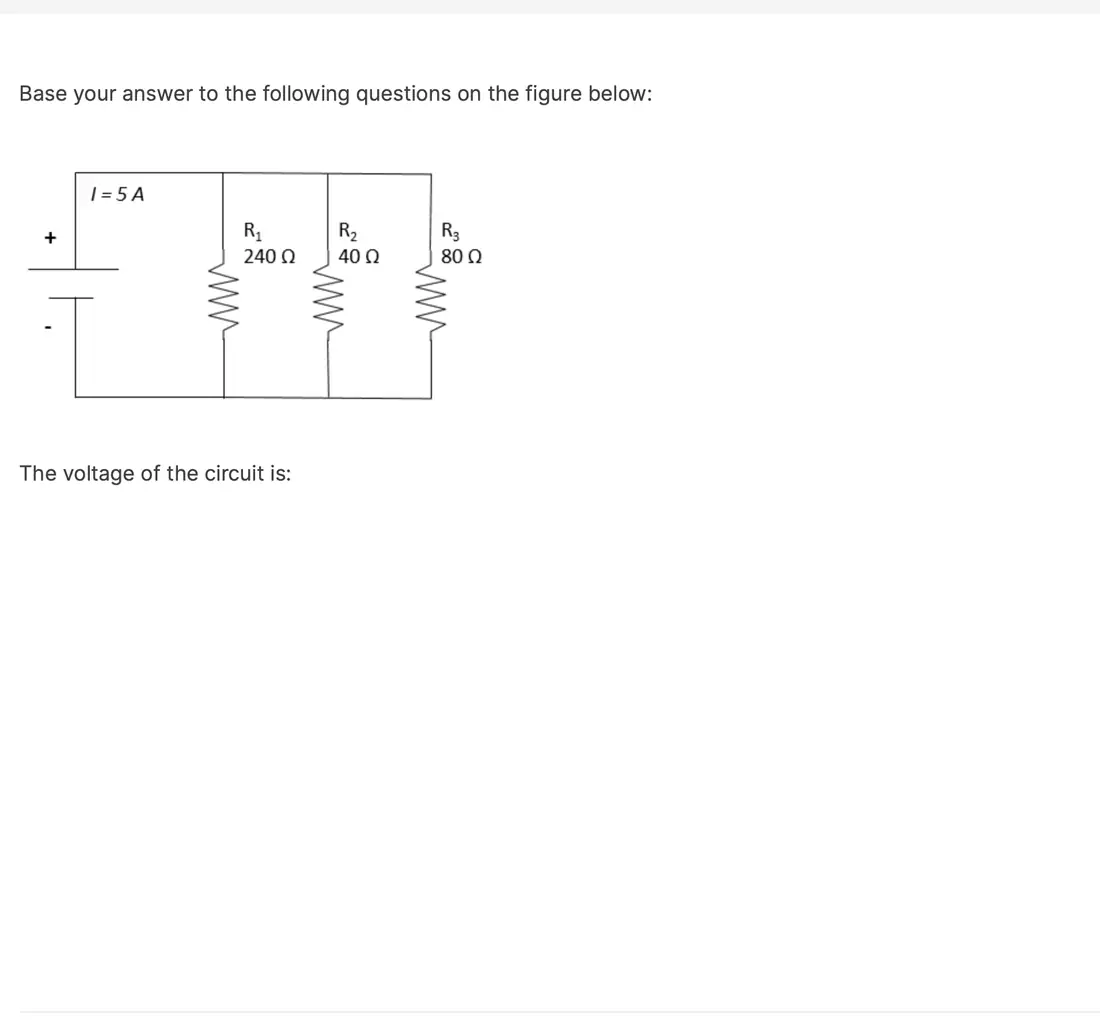 Base your answer to the following questions on the figure below:
I = 5 A
+
R₁ R₂ R₃
240 Ω 40 Ω 80 Ω
-
The voltage of the circuit is: